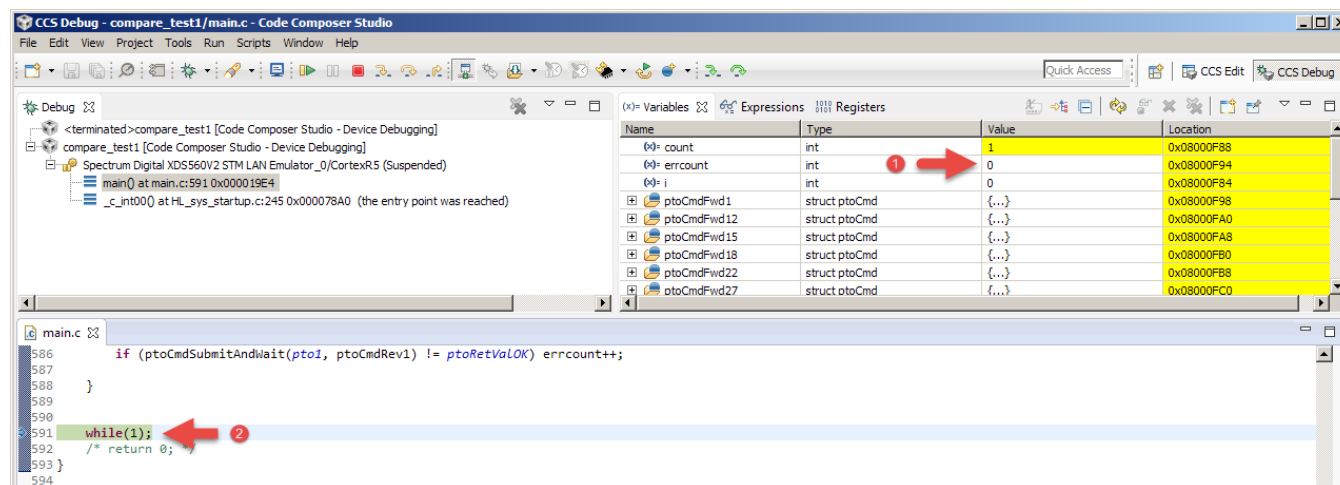 CCS Debug - compare_test1/main.c - Code Composer Studio
File Edit View Project Tools Run Scripts Window Help
Quick Access CCS Edit CCS Debug
Debug
<terminated>compare_test1 [Code Composer Studio - Device Debugging]
compare_test1 [Code Composer Studio - Device Debugging]
Spectrum Digital XDS560V2 STM LAN Emulator_0/CortexR5 (Suspended)
main() at main.c:591 0x000019E4
_c_int00() at HL_sys_startup.c:245 0x000078A0 (the entry point was reached)
(x)= Variables Expressions 1010 0101 Registers
Name Type Value Location
(x)= count int 1 0x08000F88
(x)= errcount int 1 0 0x08000F94
(x)= i int 0 0x08000F84
ptoCmdFwd1 struct ptoCmd {...} 0x08000F98
ptoCmdFwd12 struct ptoCmd {...} 0x08000FA0
ptoCmdFwd15 struct ptoCmd {...} 0x08000FA8
ptoCmdFwd18 struct ptoCmd {...} 0x08000FB0
ptoCmdFwd22 struct ptoCmd {...} 0x08000FB8
ptoCmdFwd27 struct ptoCmd {...} 0x08000FC0
main.c
586 if (ptoCmdSubmitAndWait(pto1, ptoCmdRev1) != ptoRetValOK) errcount++;
587
588 }
589
590
591 while(1); 2
592 /* return 0; */
593 }
594